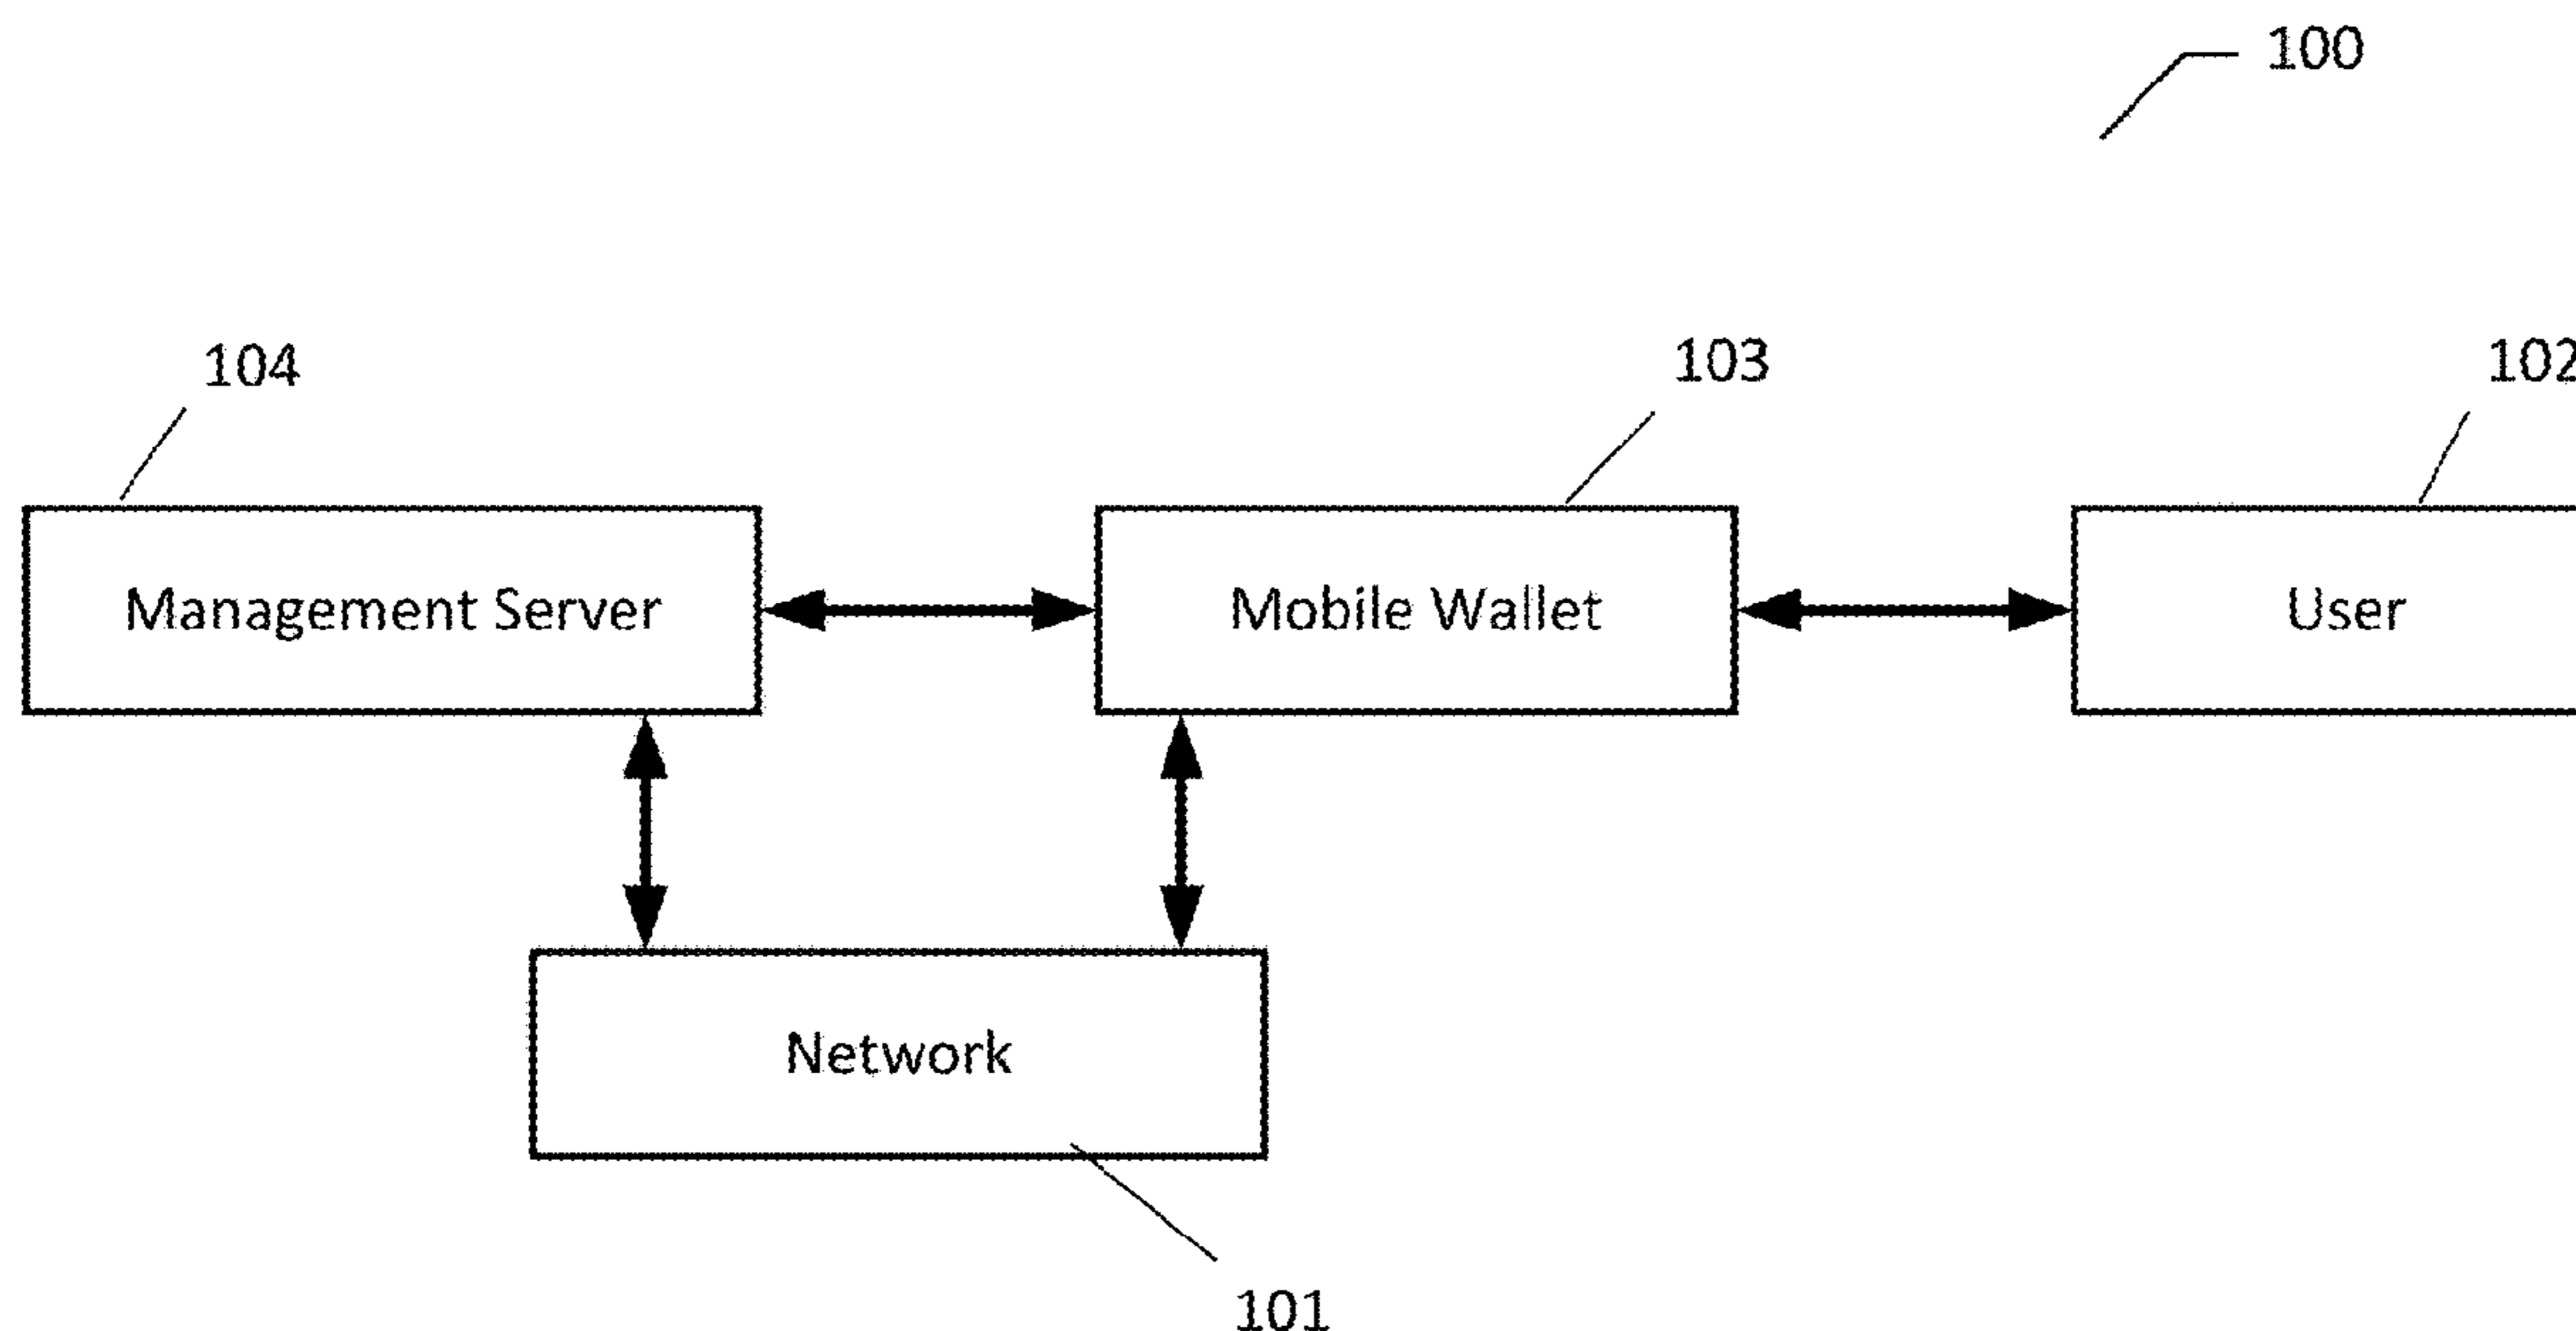 100
104
103
102
Management Server
Mobile Wallet
User
Network
101